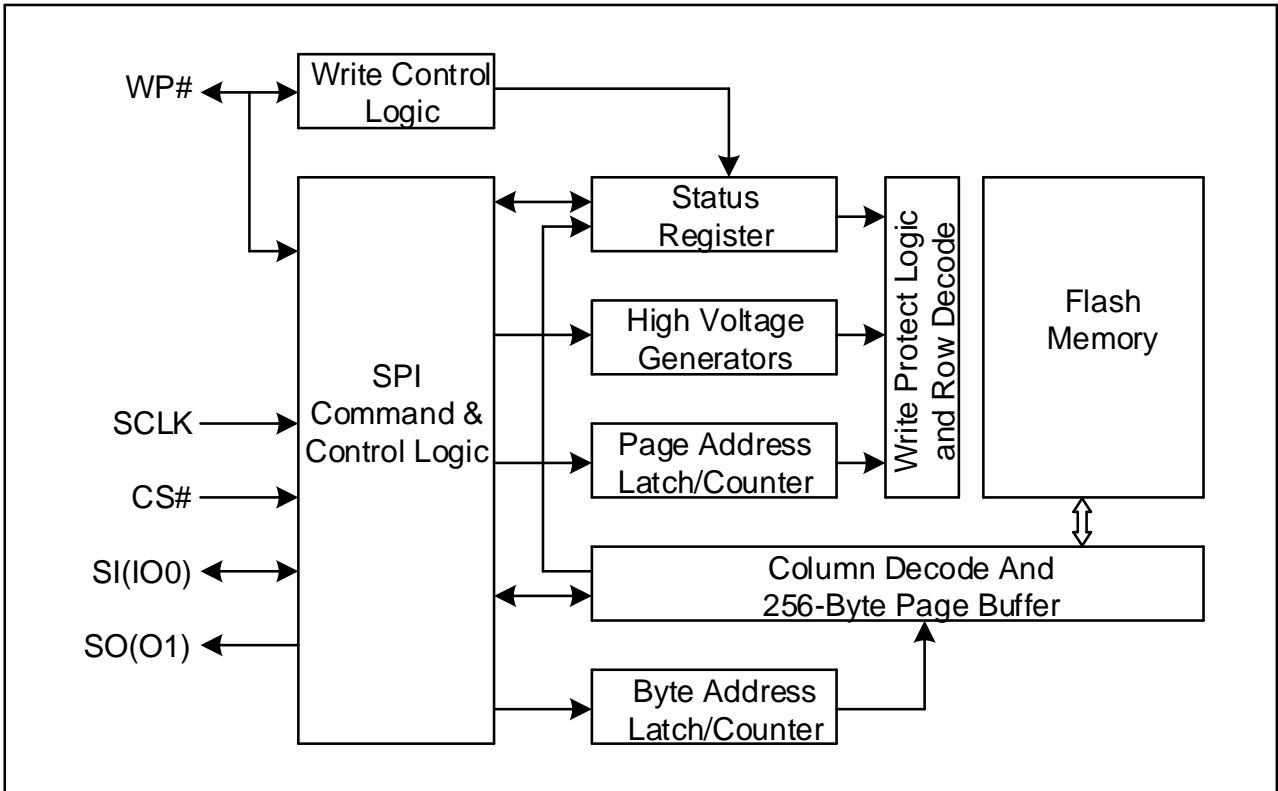 WP#
Write Control
Logic
Status
Register
High Voltage
Generators
Page Address
Latch/Counter
Write Protect Logic
and Row Decode
Flash
Memory
SPI
Command &
Control Logic
SCLK
CS#
SI(IO0)
SO(O1)
Column Decode And
256-Byte Page Buffer
Byte Address
Latch/Counter